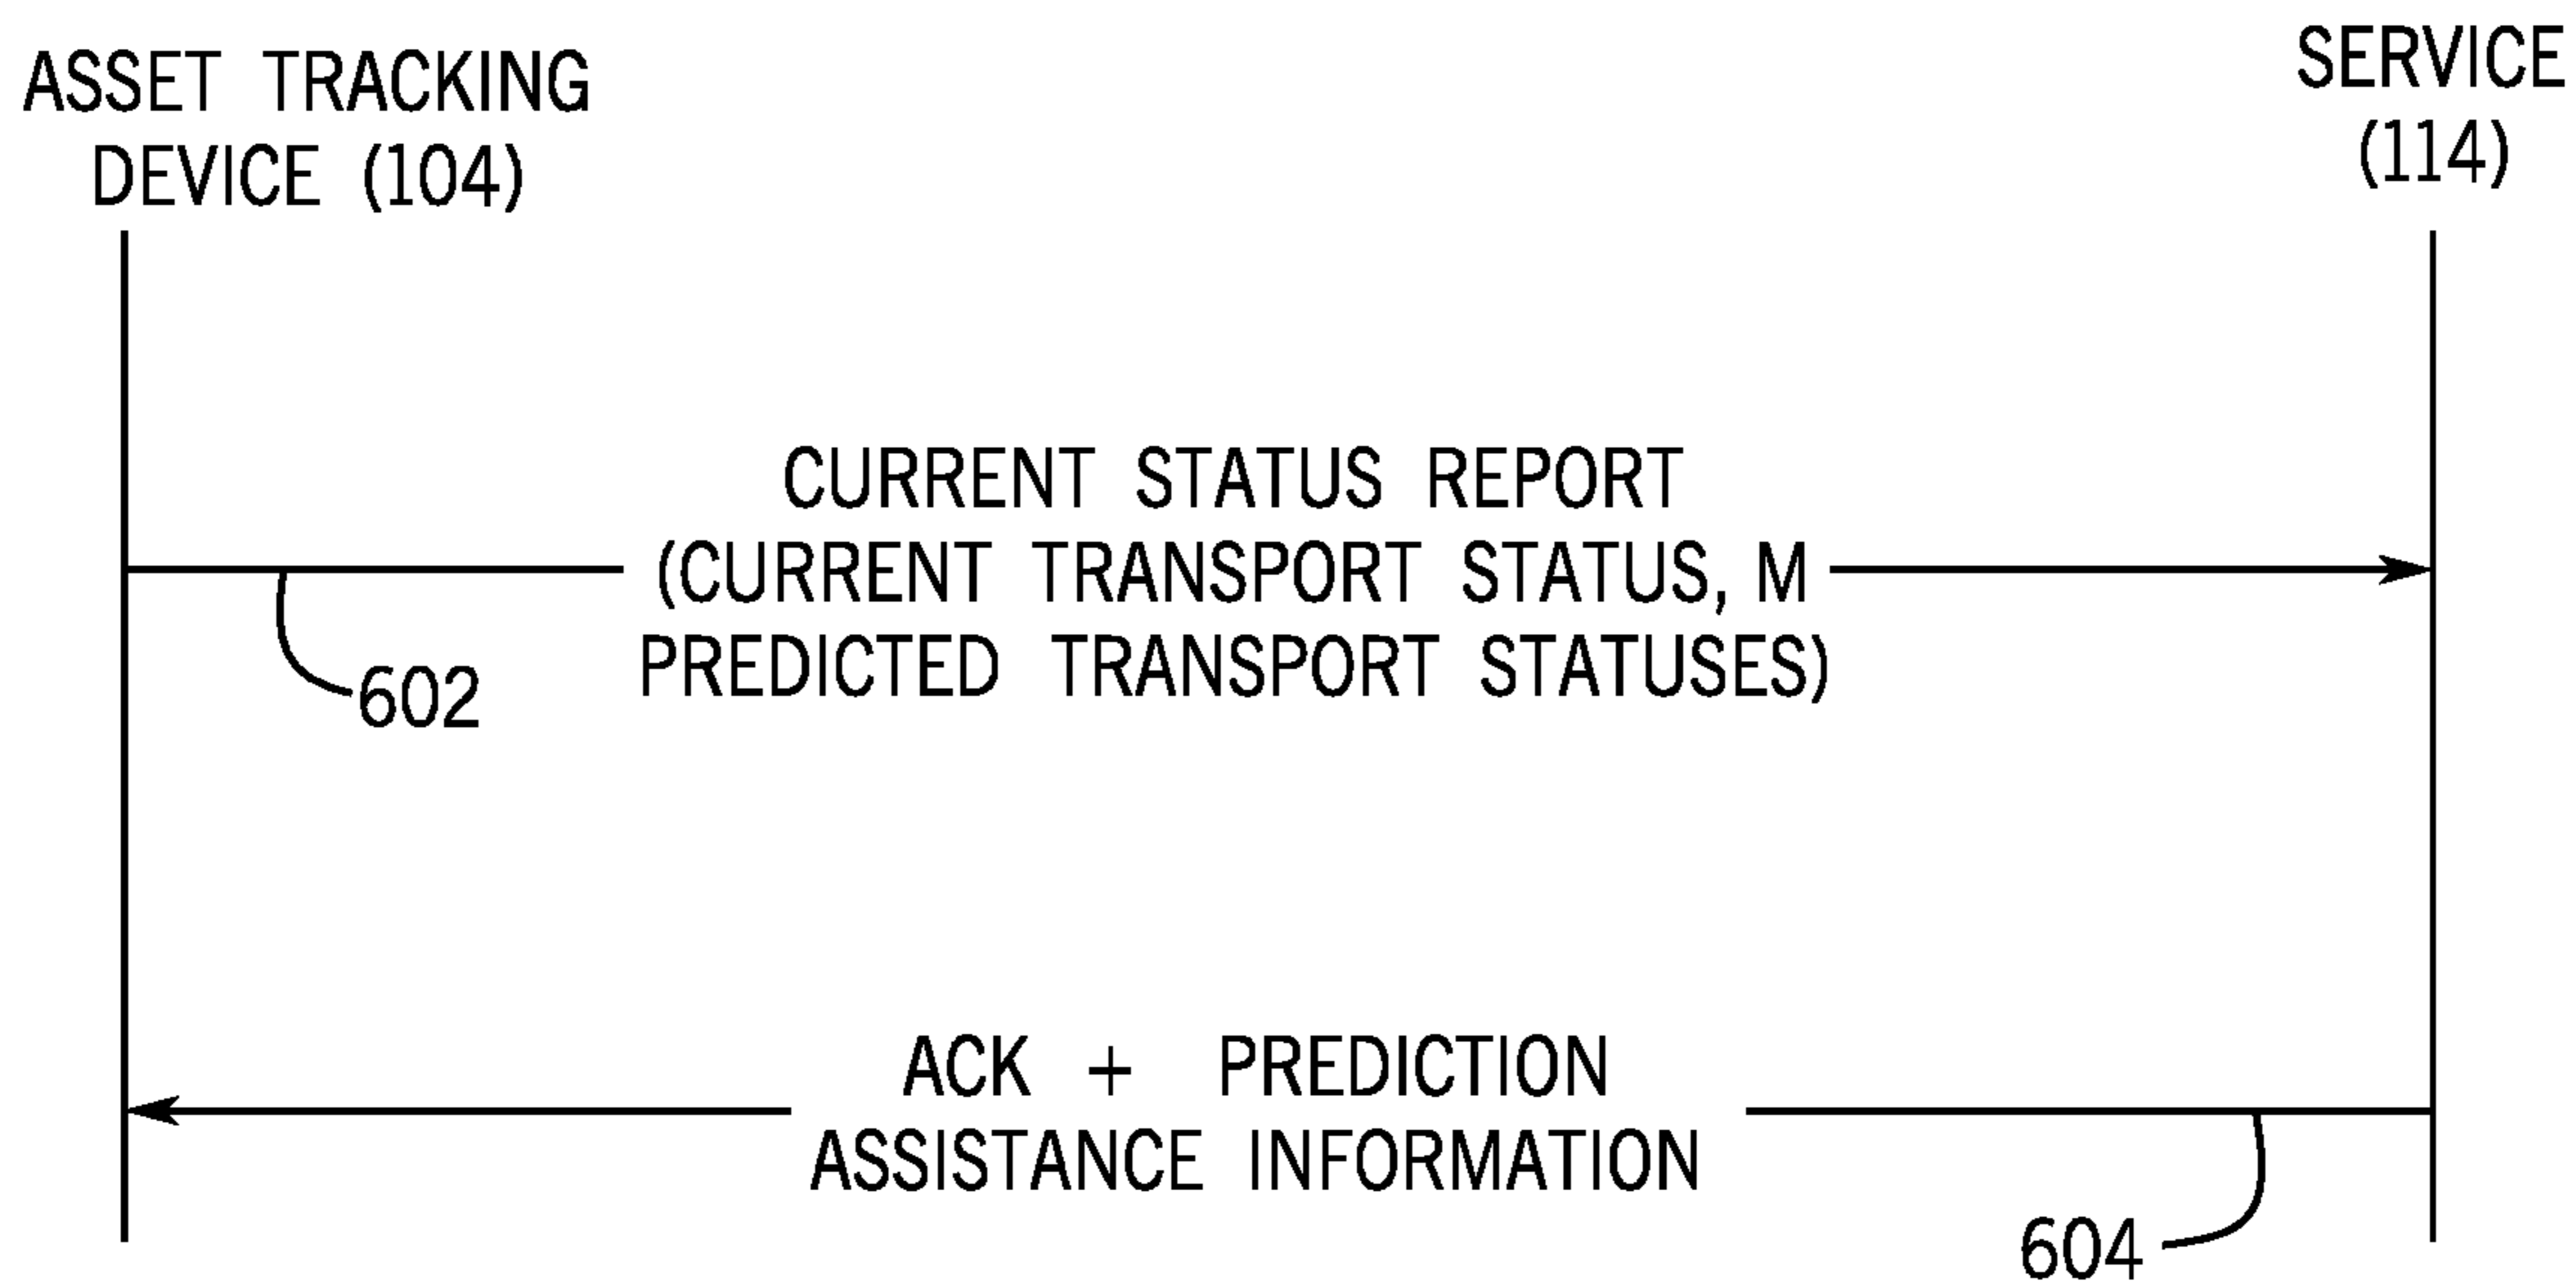 ASSET TRACKING
DEVICE (104)
SERVICE
(114)
CURRENT STATUS REPORT
(CURRENT TRANSPORT STATUS, M
PREDICTED TRANSPORT STATUSES)
602
ACK + PREDICTION
ASSISTANCE INFORMATION
604